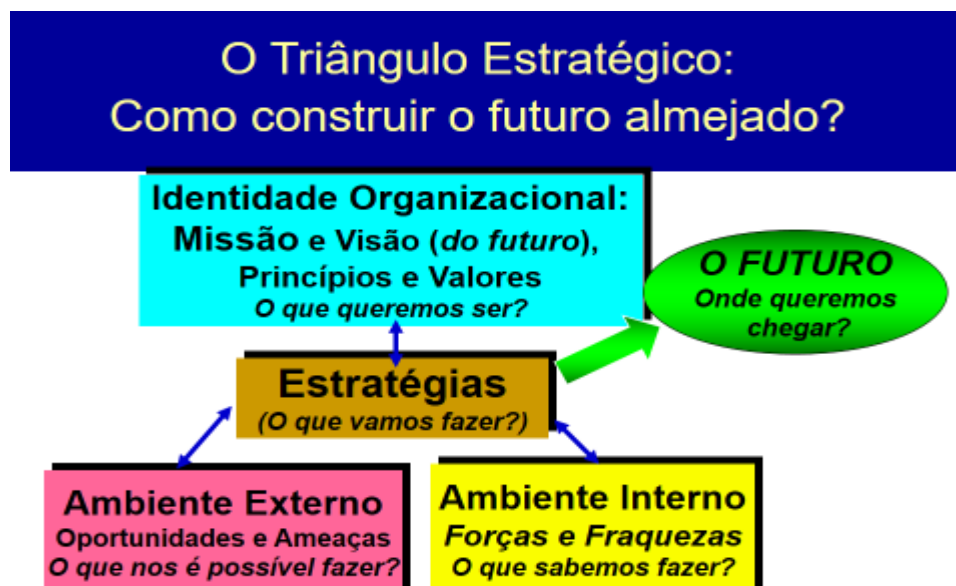 O Triângulo Estratégico:
Como construir o futuro almejado?
Identidade Organizacional:
Missão e Visão (do futuro),
Princípios e Valores
O que queremos ser?
O FUTURO
Onde queremos
chegar?
Estratégias
(O que vamos fazer?)
Ambiente Externo
Oportunidades e Ameaças
O que nos é possível fazer?
Ambiente Interno
Forças e Fraquezas
O que sabemos fazer?